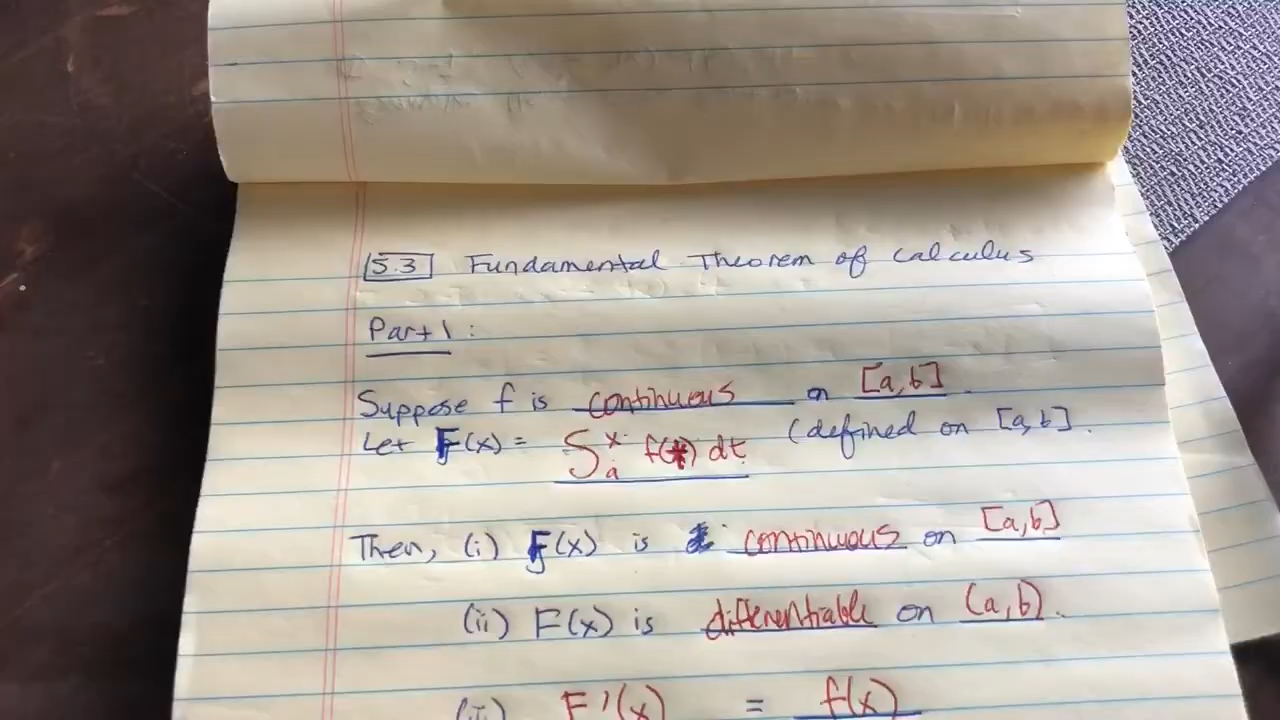 5.3 Fundamental Theorem of Calculus
Part 1:
Suppose f is continuous on [a,b].
Let F(x) = ∫ₐˣ f(t) dt (defined on [a,b].
Then, (i) F(x) is continuous on [a,b]
(ii) F(x) is differentiable on (a,b).
F'(x) = f(x)